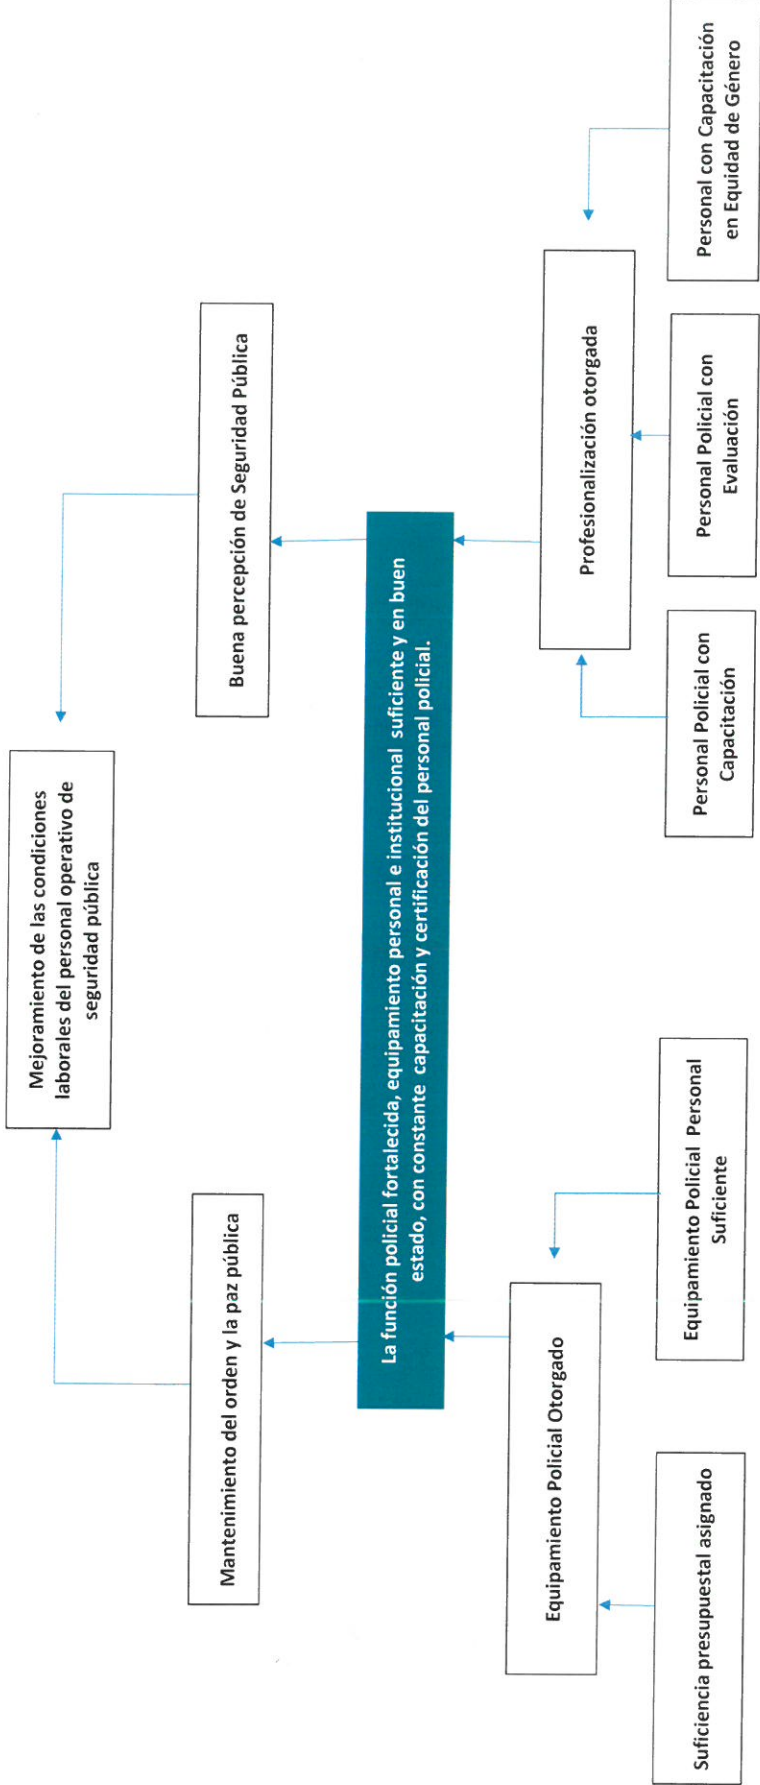 Mejoramiento de las condiciones
laborales del personal operativo de
seguridad pública
Mantenimiento del orden y la paz pública
Buena percepción de Seguridad Pública
La función policial fortalecida, equipamiento personal e institucional suficiente y en buen
estado, con constante capacitación y certificación del personal policial.
Equipamiento Policial Otorgado
Profesionalización otorgada
Suficiencia presupuestal asignado
Equipamiento Policial Personal
Suficiente
Personal Policial con
Capacitación
Personal Policial con
Evaluación
Personal con Capacitación
en Equidad de Género